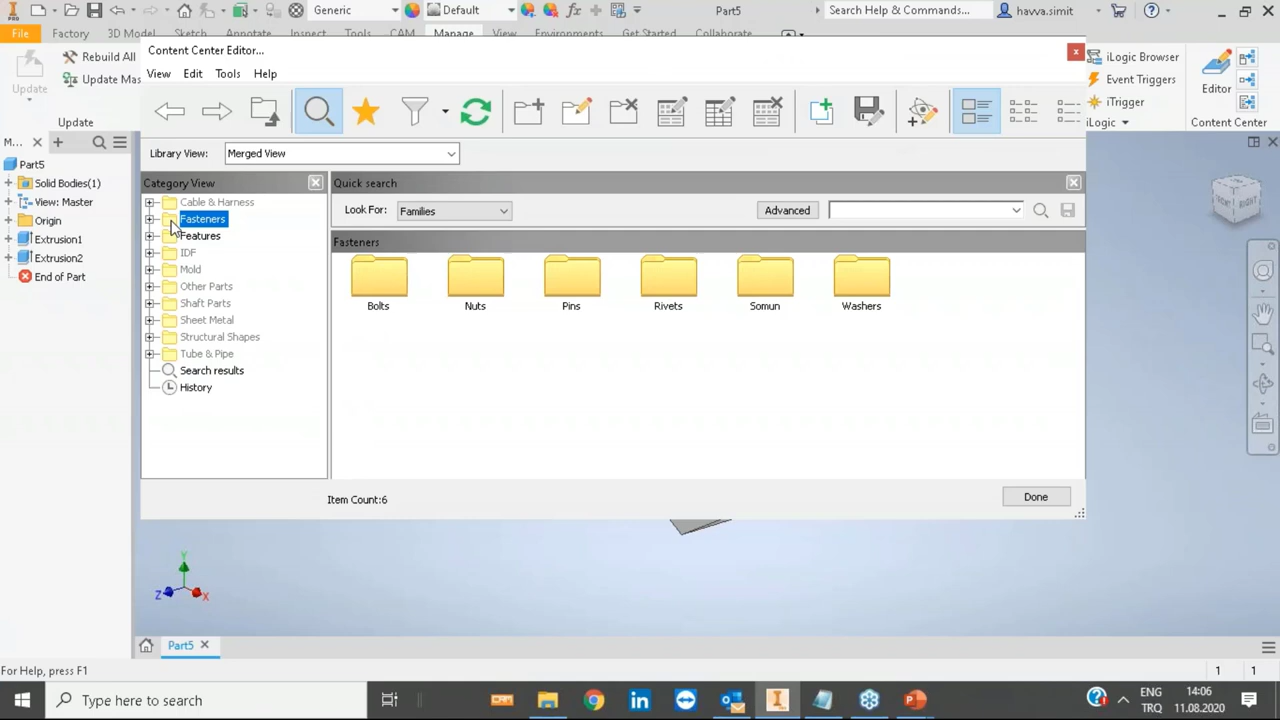 Generic
Default
Part5
Search Help & Commands...
havva.simit
File
Factory
3D Model
Sketch
Annotate
Inspect
Tools
CAM
Manage
View
Environments
Get Started
Collaborate
Update
Rebuild All
Update Mas
Update
Content Center Editor...
View
Edit
Tools
Help
iLogic Browser
Event Triggers
iTrigger
iLogic
Editor
Content Center
M...
Part5
Solid Bodies(1)
View: Master
Origin
Extrusion1
Extrusion2
End of Part
Library View:
Merged View
Category View
Cable & Harness
Fasteners
Features
IDF
Mold
Other Parts
Shaft Parts
Sheet Metal
Structural Shapes
Tube & Pipe
Search results
History
Quick search
Look For:
Families
Advanced
Fasteners
Bolts
Nuts
Pins
Rivets
Somun
Washers
Item Count:6
Done
FRONT
RIGHT
Y
Z
X
Part5
For Help, press F1
1
1
Type here to search
ENG
TRQ
14:06
11.08.2020